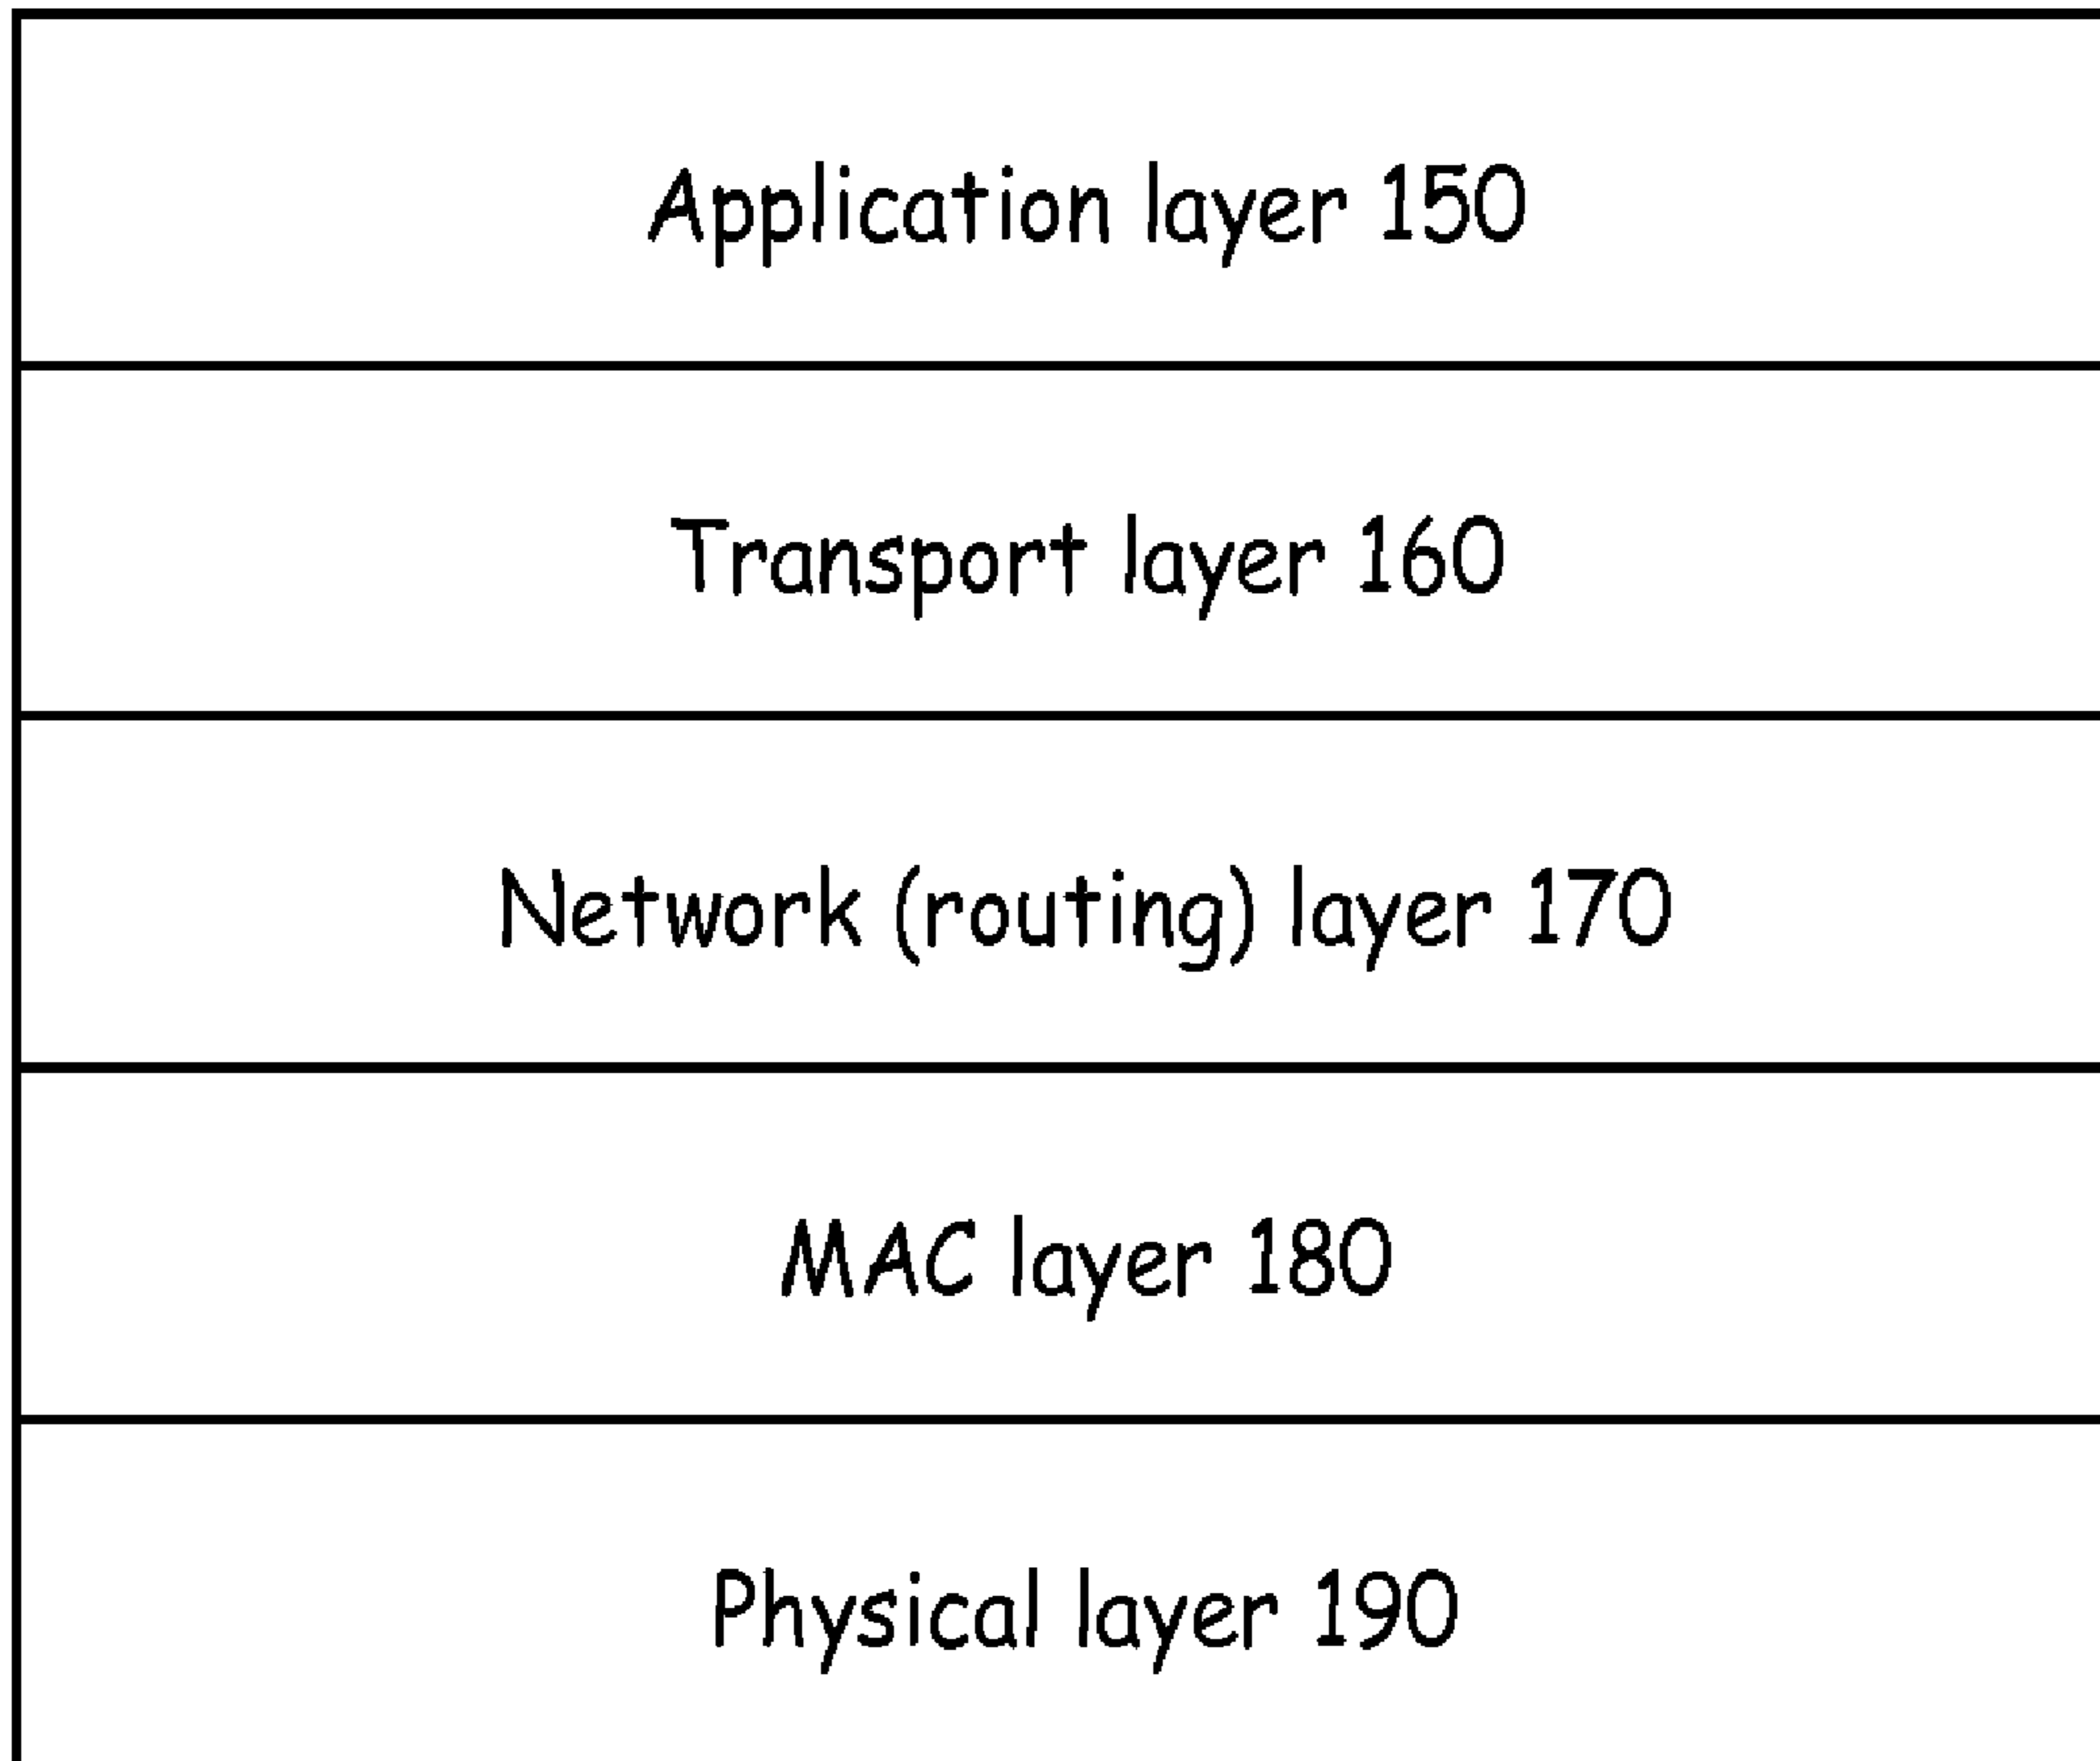 Application layer 150
Transport layer 160
Network (routing) layer 170
MAC layer 180
Physical layer 190